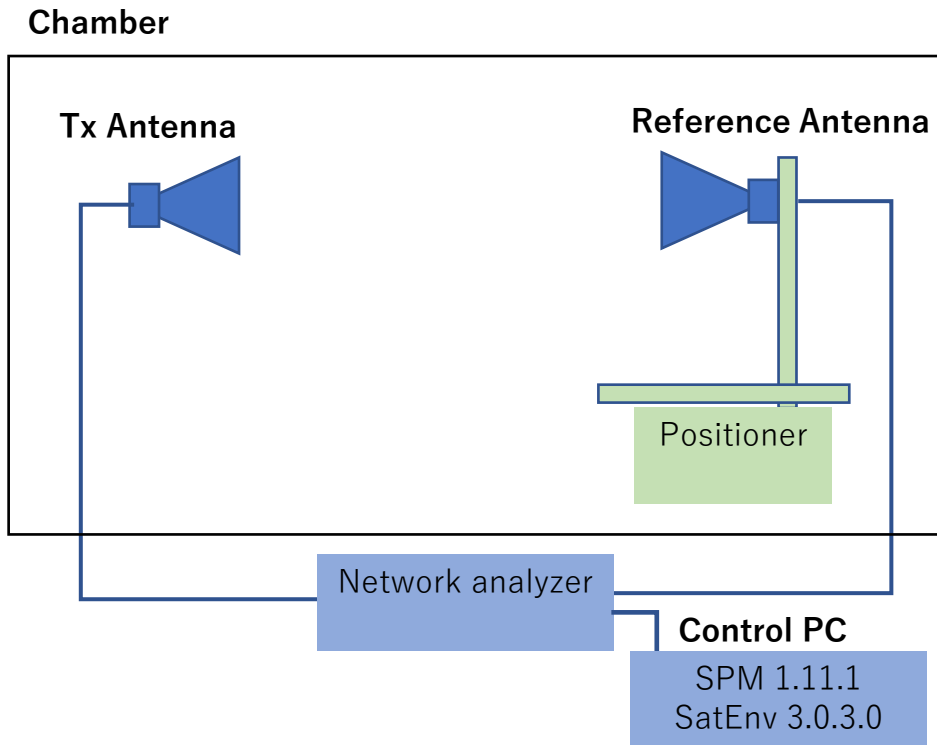 Chamber
Tx Antenna
Reference Antenna
Positioner
Network analyzer
Control PC
SPM 1.11.1
SatEnv 3.0.3.0